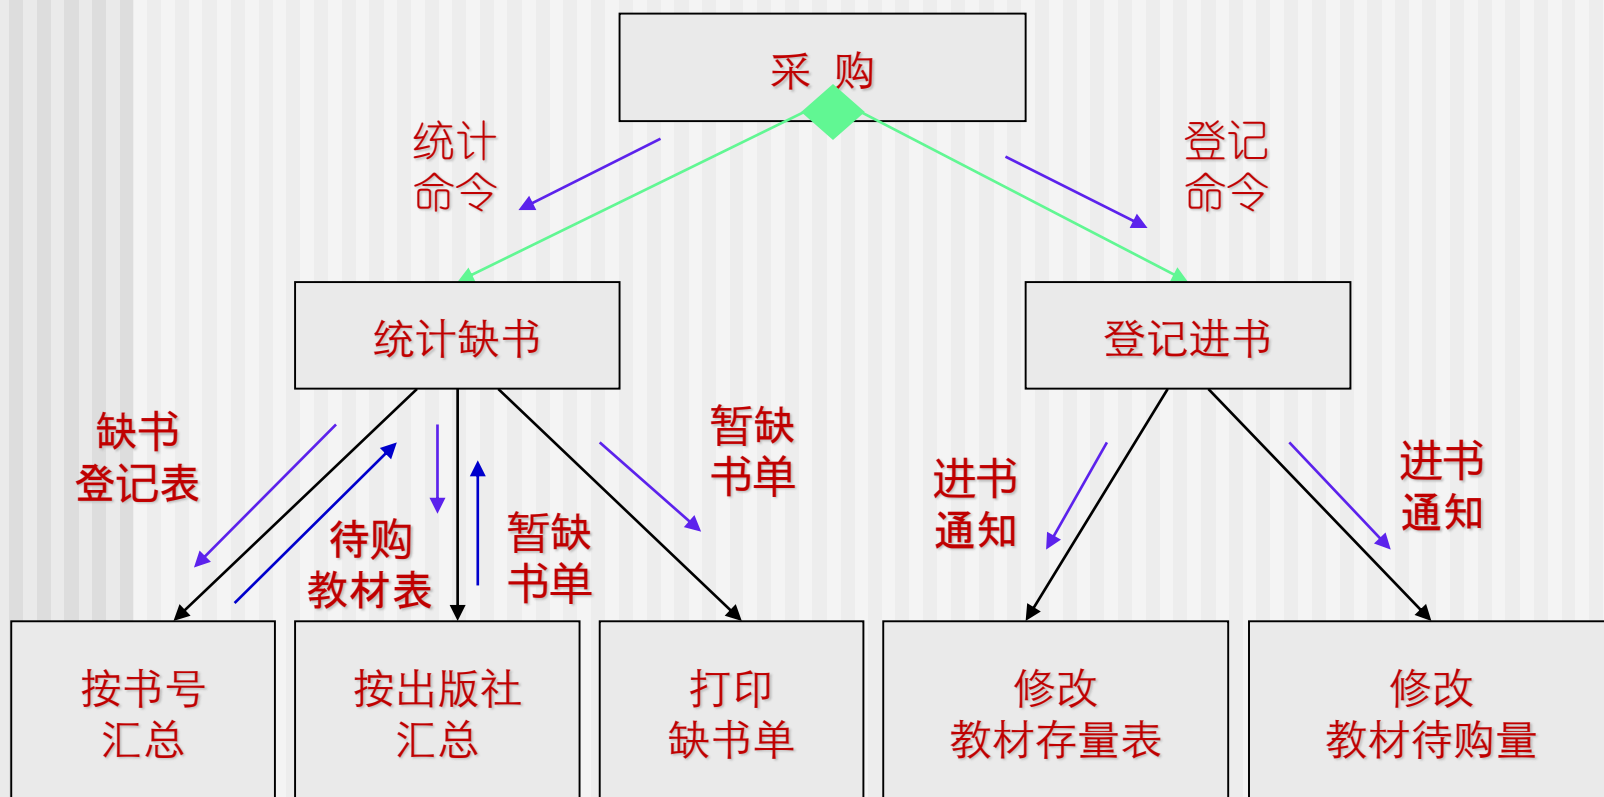 采 购
统计
命令
登记
命令
统计缺书
登记进书
缺书
登记表
待购
教材表
暂缺
书单
暂缺
书单
进书
通知
进书
通知
按书号
汇总
按出版社
汇总
打印
缺书单
修改
教材存量表
修改
教材待购量